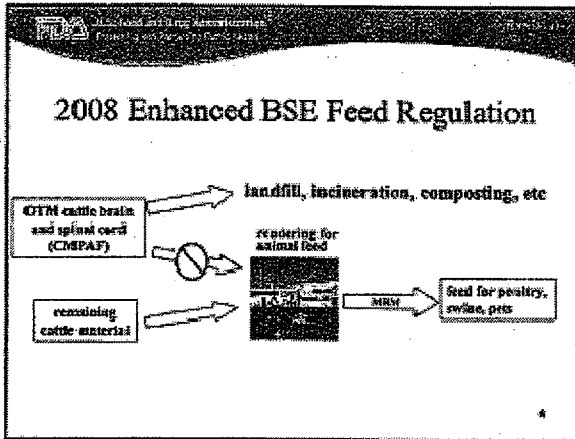 FDA
2008 Enhanced BSE Feed Regulation
landfill, incineration, composting, etc
OTM cattle brain
and spinal cord
(CMPAF)
rendering for
animal feed
MBM
feed for poultry,
swine, pets
remaining
cattle material